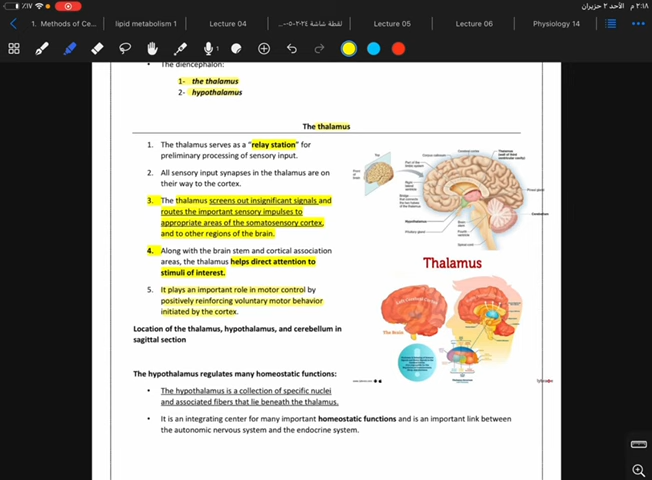 ٢:١٨ م الأحد ٢ حزيران
٪١٧
1. Methods of Ce...
lipid metabolism 1
Lecture 04
Lecture 05
Lecture 06
Physiology 14
1
• The diencephalon:
1- the thalamus
2- hypothalamus
The thalamus
1. The thalamus serves as a "relay station" for
preliminary processing of sensory input.
2. All sensory input synapses in the thalamus are on
their way to the cortex.
3. The thalamus screens out insignificant signals and
routes the important sensory impulses to
appropriate areas of the somatosensory cortex,
and to other regions of the brain.
4. Along with the brain stem and cortical association
areas, the thalamus helps direct attention to
stimuli of interest.
5. It plays an important role in motor control by
positively reinforcing voluntary motor behavior
initiated by the cortex.
Thalamus
The Brain
Location of the thalamus, hypothalamus, and cerebellum in
sagittal section
The hypothalamus regulates many homeostatic functions:
• The hypothalamus is a collection of specific nuclei
and associated fibers that lie beneath the thalamus.
• It is an integrating center for many important homeostatic functions and is an important link between
the autonomic nervous system and the endocrine system.